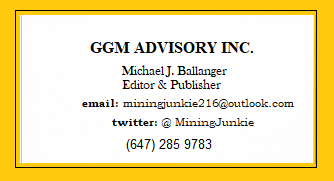 GGM ADVISORY INC.
Michael J. Ballanger
Editor & Publisher
email: miningjunkie216@outlook.com
twitter: @ MiningJunkie
(647) 285 9783